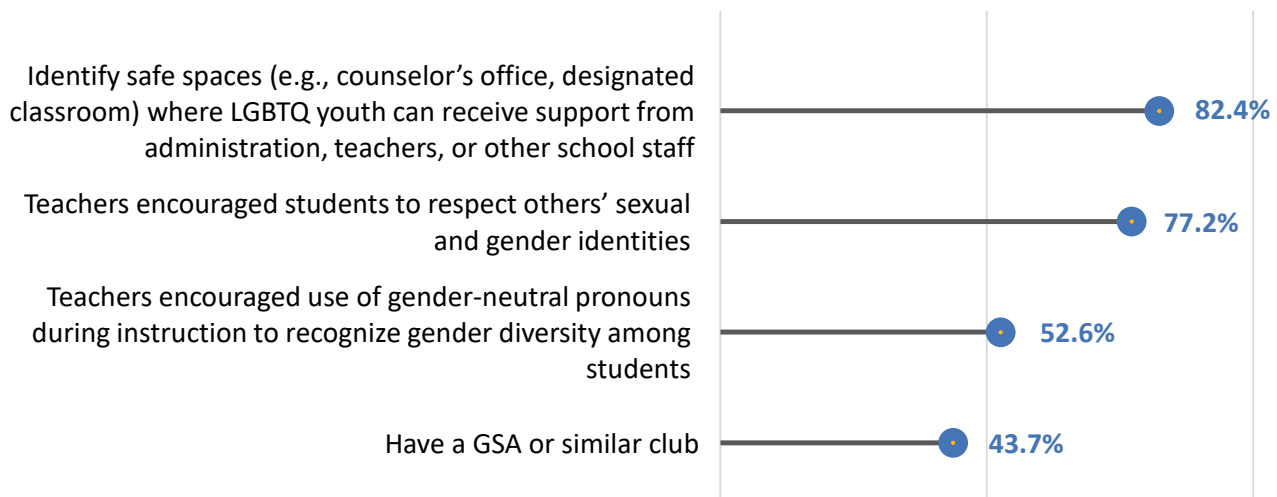 Identify safe spaces (e.g., counselor’s office, designated
classroom) where LGBTQ youth can receive support from
administration, teachers, or other school staff
82.4%
Teachers encouraged students to respect others’ sexual
and gender identities
77.2%
Teachers encouraged use of gender-neutral pronouns
during instruction to recognize gender diversity among
students
52.6%
Have a GSA or similar club
43.7%